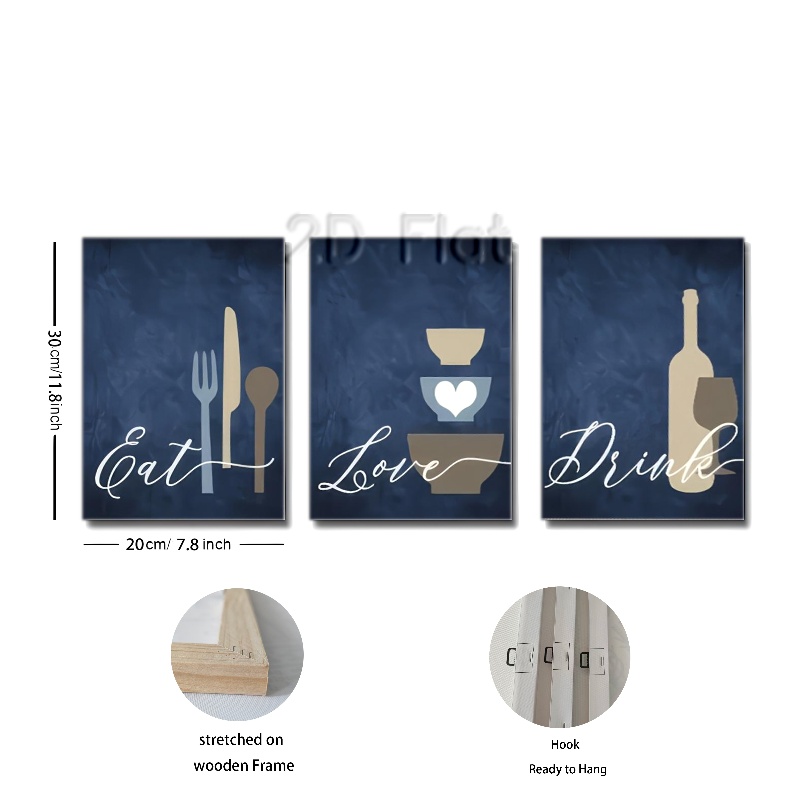 2.D Flat
Eat
Love
Drink
30cm/11.8inch
20cm/ 7.8 inch
stretched on
wooden Frame
Hook
Ready to Hang